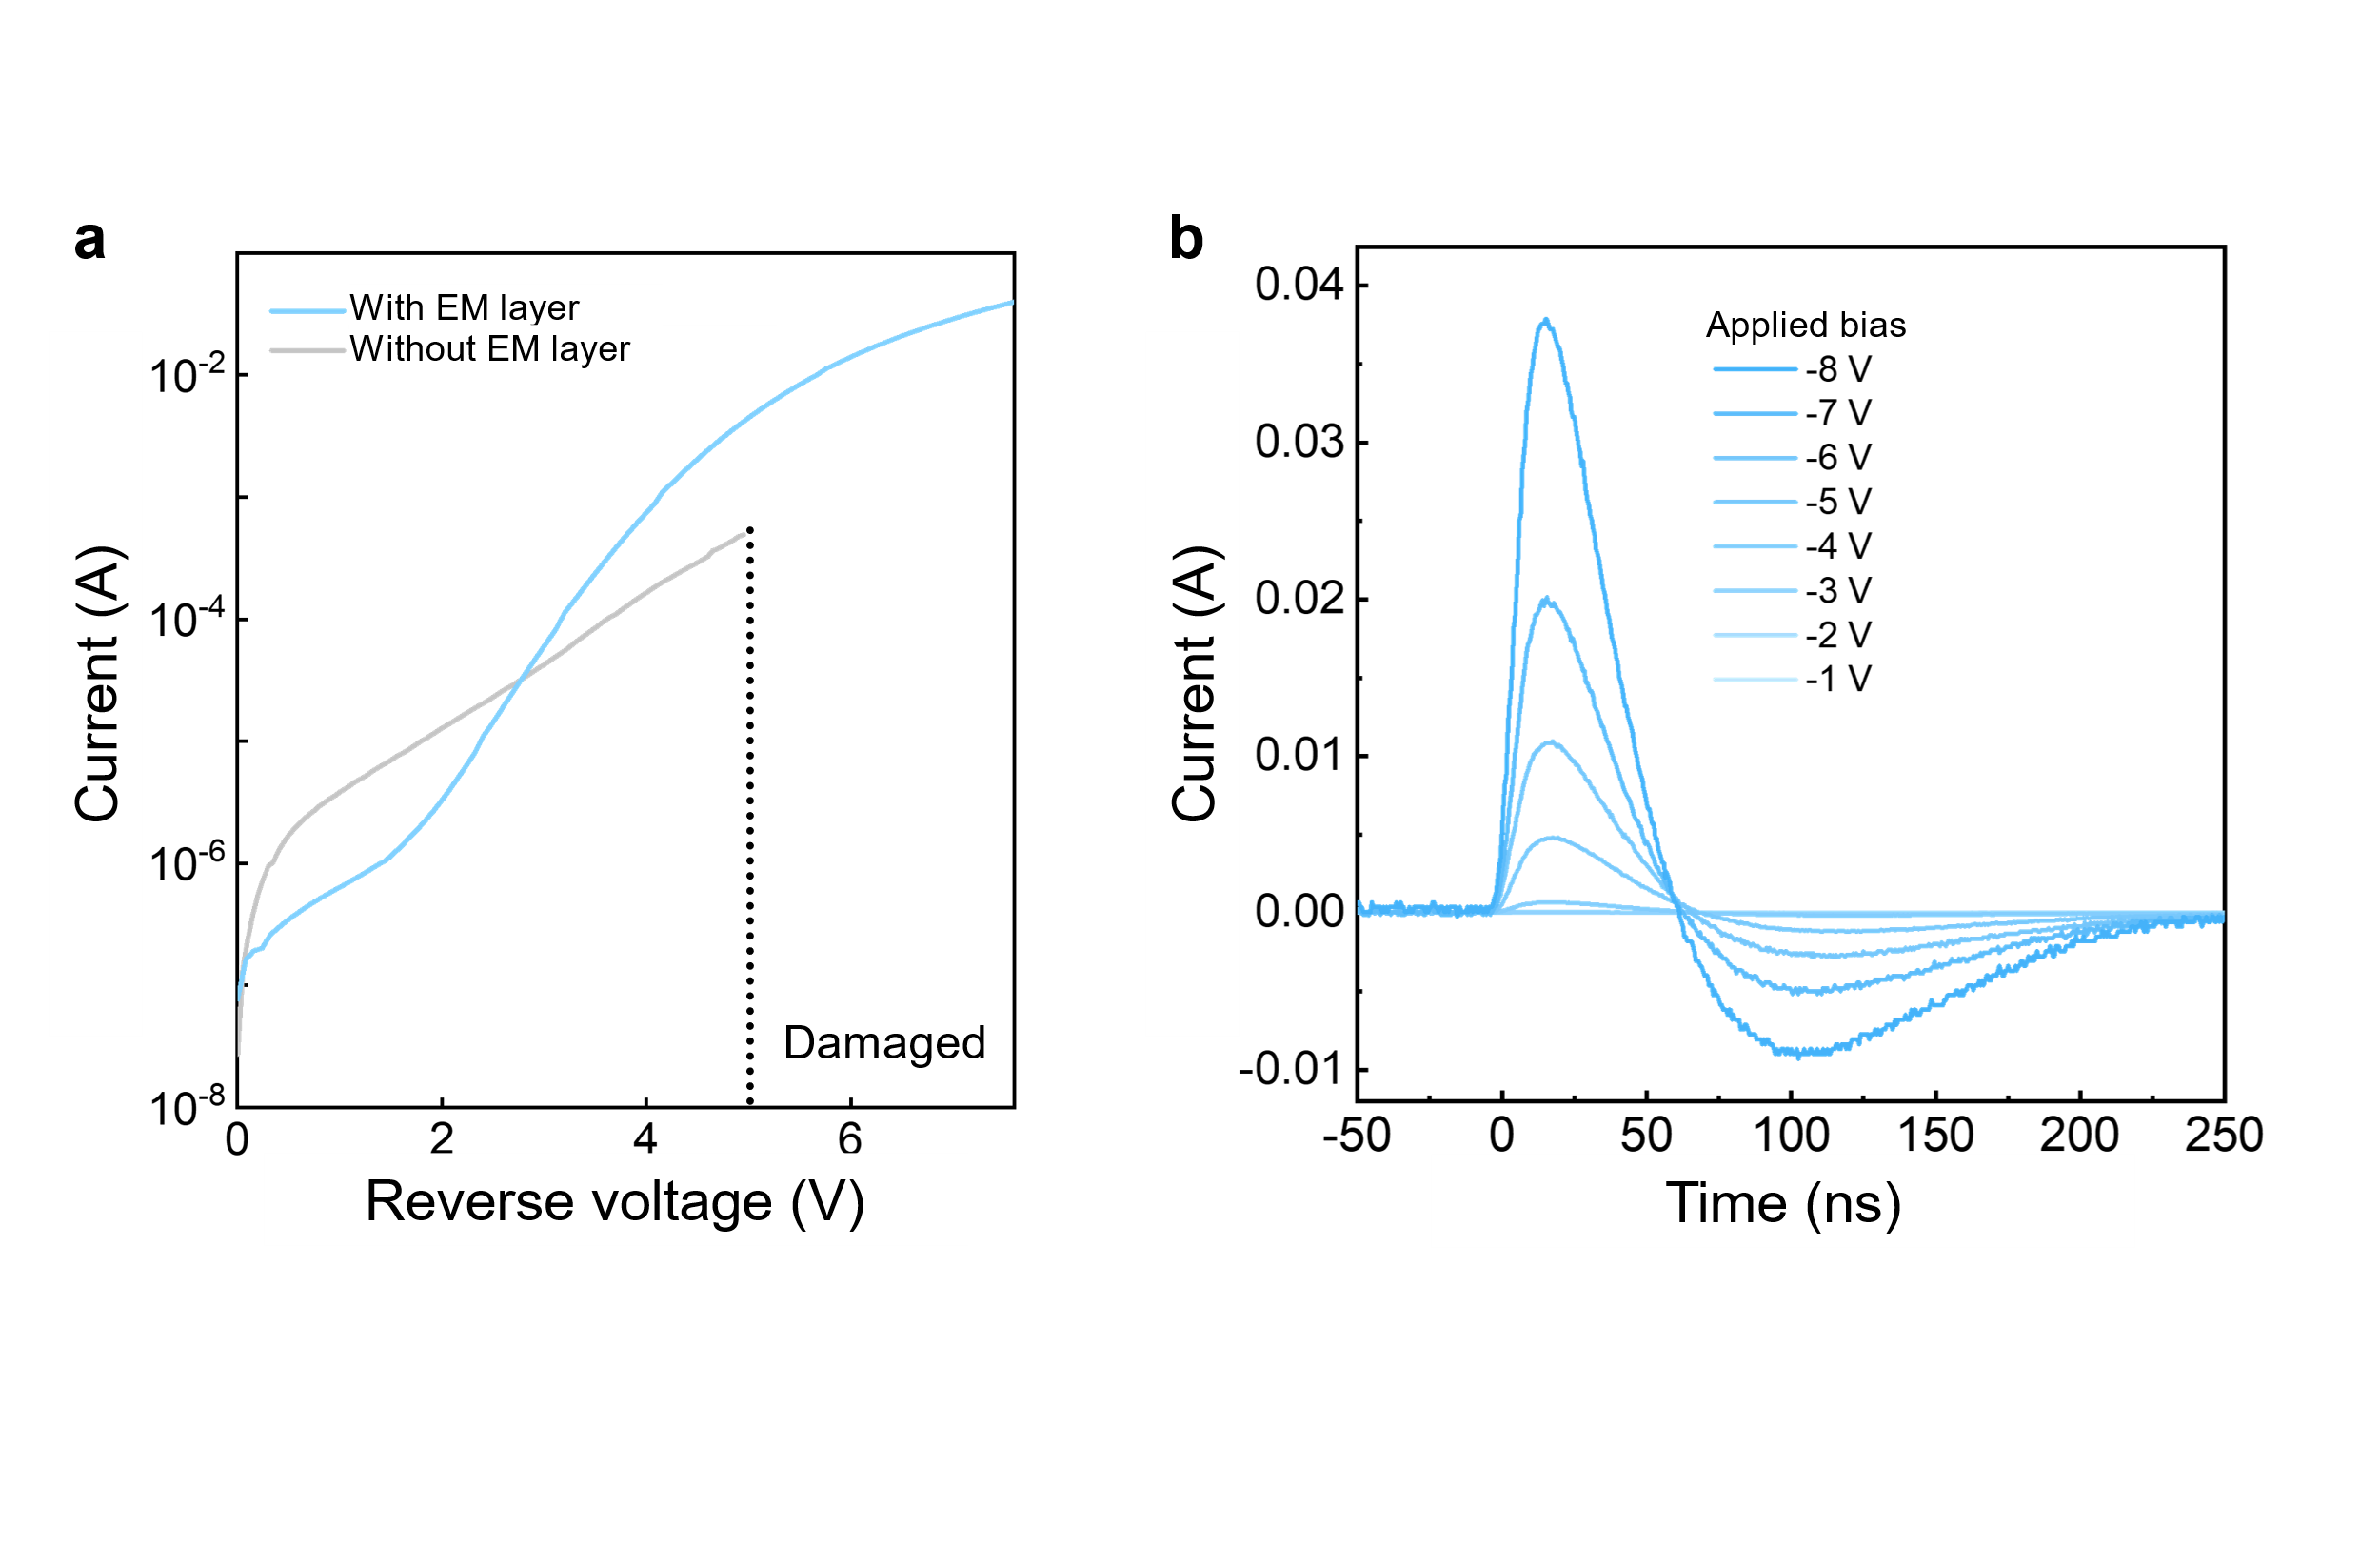 a
With EM layer
Without EM layer
10-2
10-4
10-6
10-8
Current (A)
Damaged
0 2 4 6
Reverse voltage (V)
b
0.04
0.03
0.02
0.01
0.00
-0.01
Current (A)
Applied bias
-8 V
-7 V
-6 V
-5 V
-4 V
-3 V
-2 V
-1 V
-50 0 50 100 150 200 250
Time (ns)